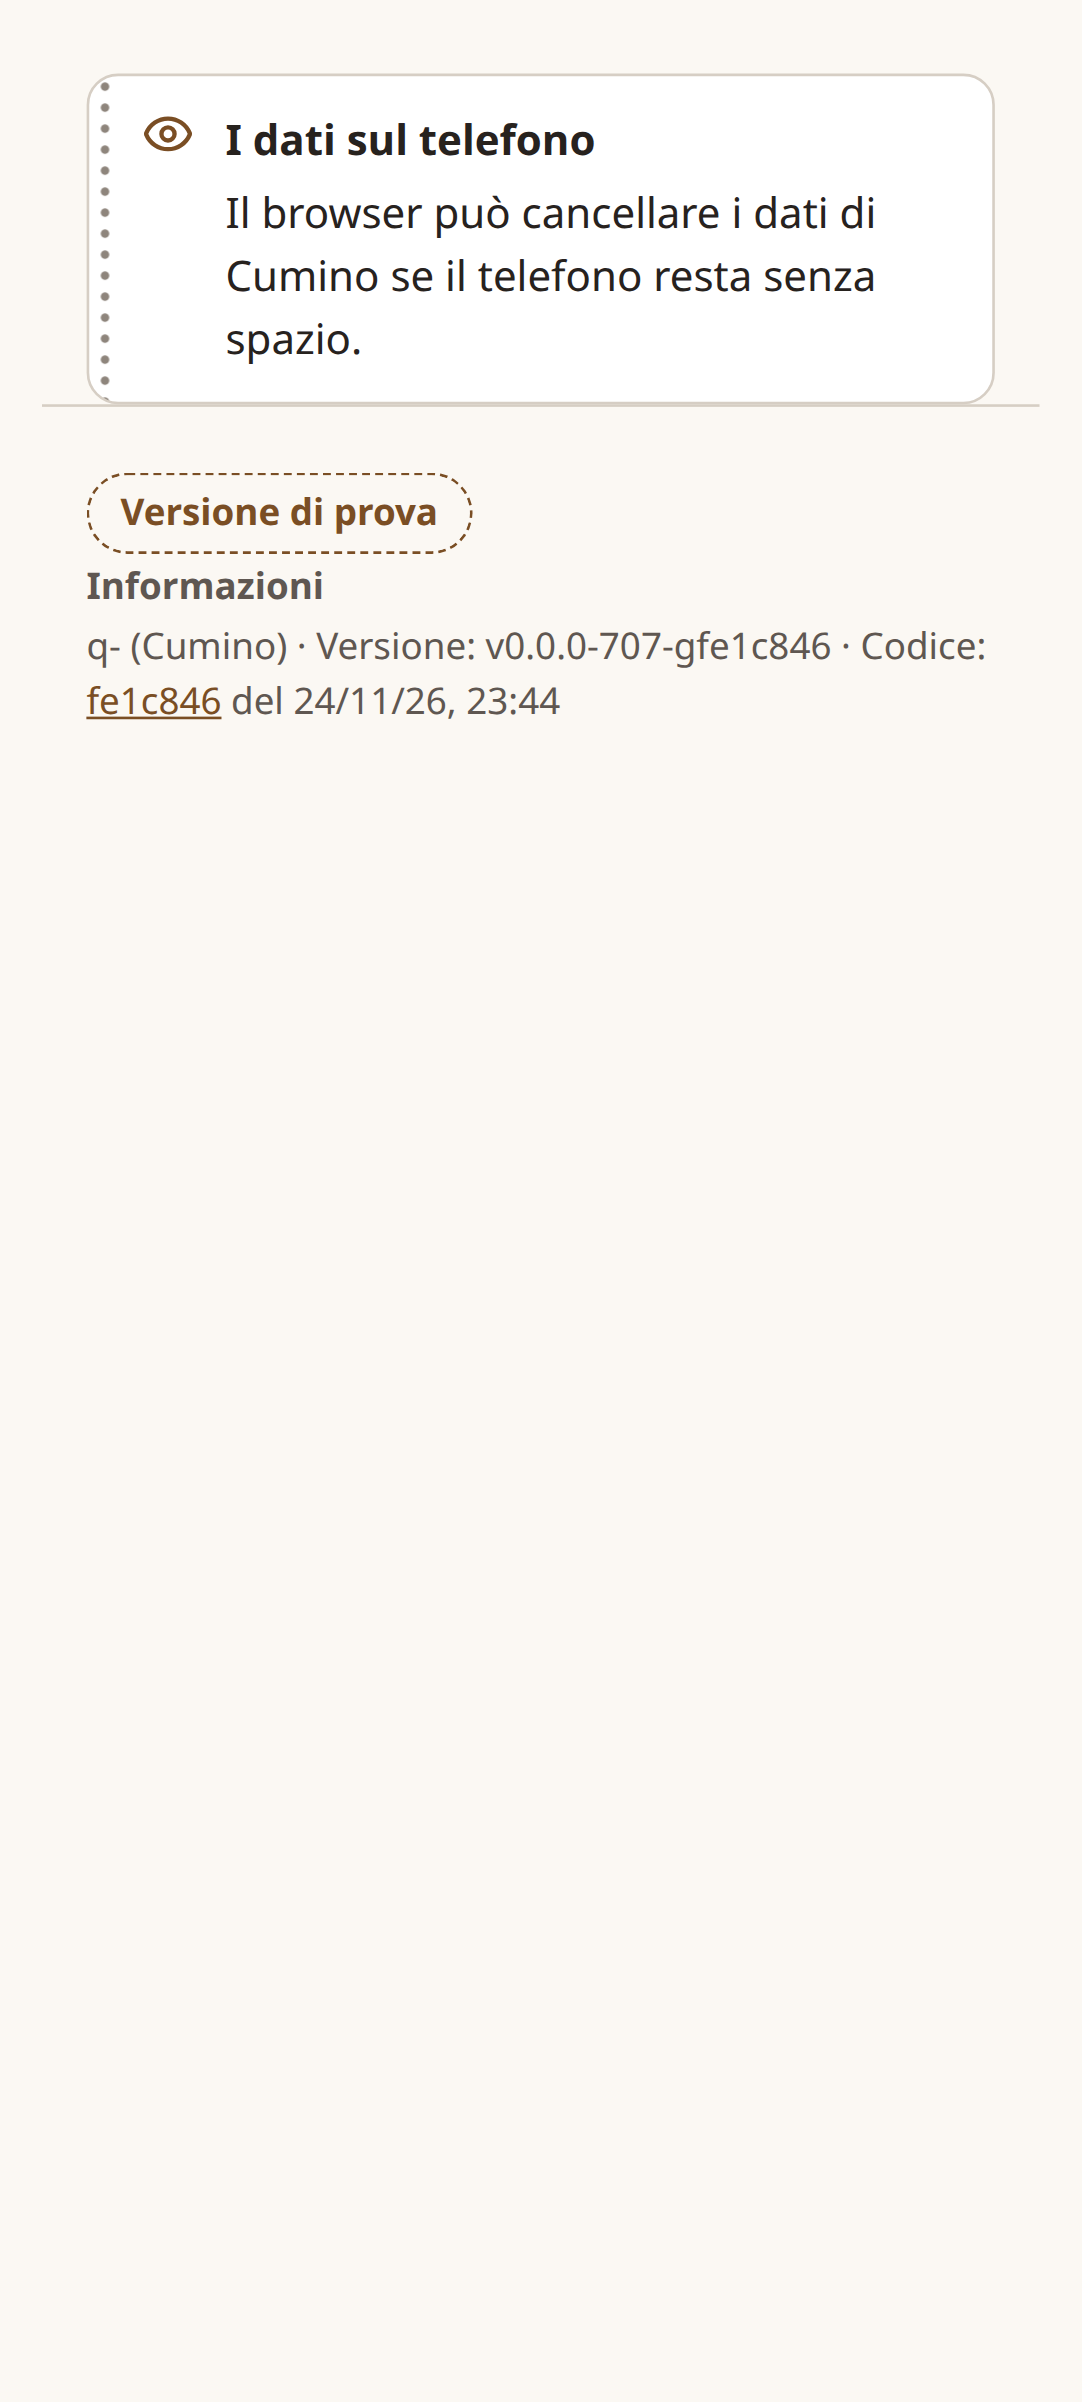 I dati sul telefono
Il browser può cancellare i dati di
Cumino se il telefono resta senza
spazio.
Versione di prova
Informazioni
q- (Cumino) · Versione: v0.0.0-707-gfe1c846 · Codice:
fe1c846 del 24/11/26, 23:44